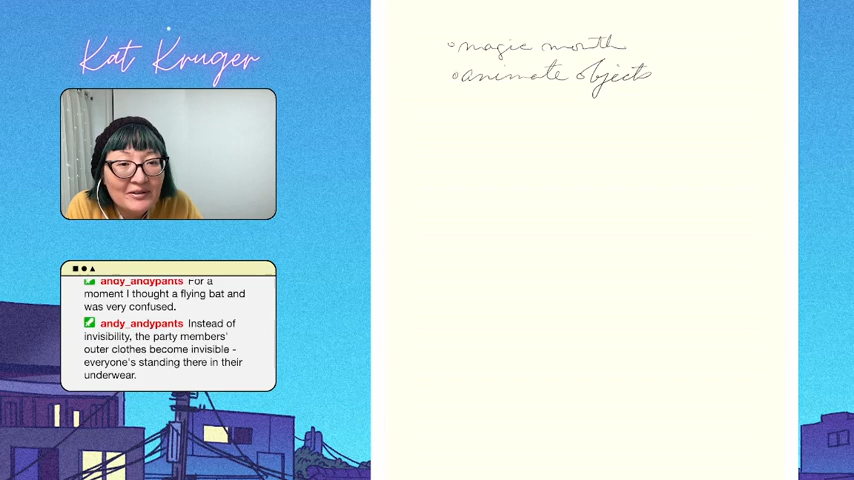 Kat Kruger
andy_andypants For a
moment I thought a flying bat and
was very confused.
andy_andypants Instead of
invisibility, the party members'
outer clothes become invisible -
everyone's standing there in their
underwear.
magic mouth
animate objects